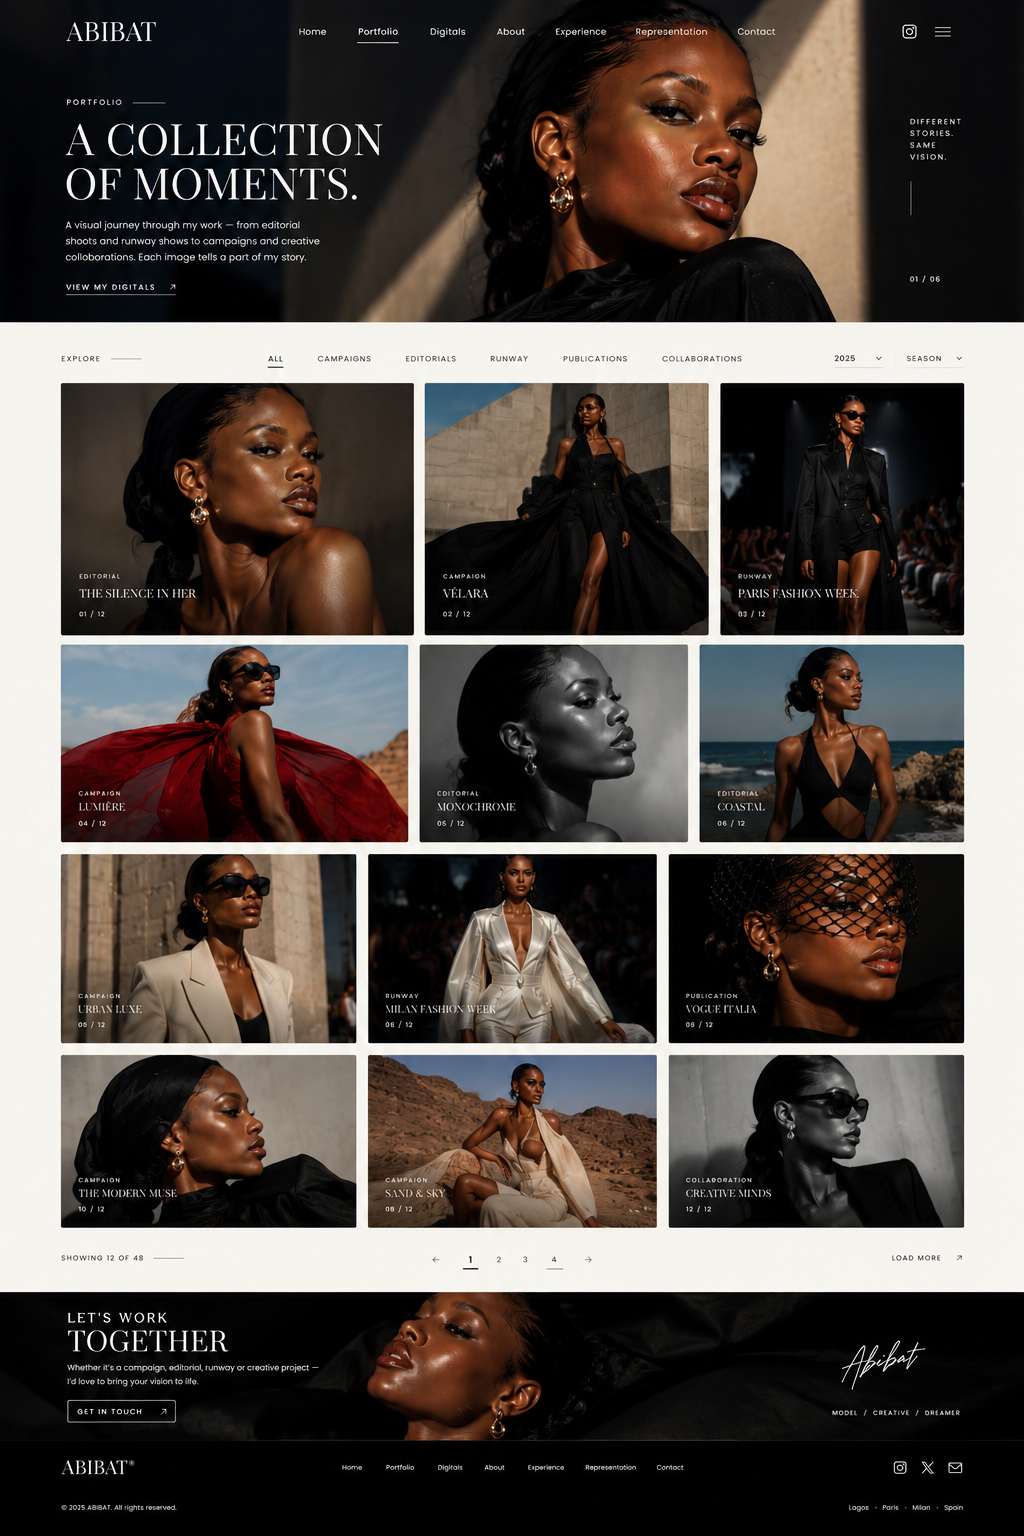 ABIBAT
Home Portfolio Digitals About Experience Representation Contact
PORTFOLIO
A COLLECTION
OF MOMENTS.
A visual journey through my work — from editorial
shoots and runway shows to campaigns and creative
colloborations. Each image tells a part of my story.
VIEW MY DIGITALS
DIFFERENT
STORIES.
SAME
VISION.
01 / 06
EXPLORE
ALL CAMPAIGNS EDITORIALS RUNWAY PUBLICATIONS COLLABORATIONS
2025 SEASON
EDITORIAL
THE SILENCE IN HER
01 / 12
CAMPAIGN
VÉLARA
02 / 12
RUNWAY
PARIS FASHION WEEK.
03 / 12
CAMPAIGN
LUMIÈRE
04 / 12
EDITORIAL
MONOCHROME
05 / 12
EDITORIAL
COASTAL
06 / 12
CAMPAIGN
URBAN LUXE
05 / 12
RUNWAY
MILAN FASHION WEEK
06 / 12
PUBLICATION
VOGUE ITALIA
09 / 12
CAMPAIGN
THE MODERN MUSE
10 / 12
CAMPAIGN
SAND & SKY
08 / 12
COLLABORATION
CREATIVE MINDS
12 / 12
SHOWING 12 OF 48
← 1 2 3 4 →
LOAD MORE
LET'S WORK
TOGETHER
Whether it's a campaign, editorial, runway or creative project —
I'd love to bring your vision to life.
GET IN TOUCH
Abibat
MODEL / CREATIVE / DREAMER
ABIBAT®
Home Portfolio Digitals About Experience Representation Contact
© 2025 ABIBAT. All rights reserved.
Lagos - Paris - Milan - Spain